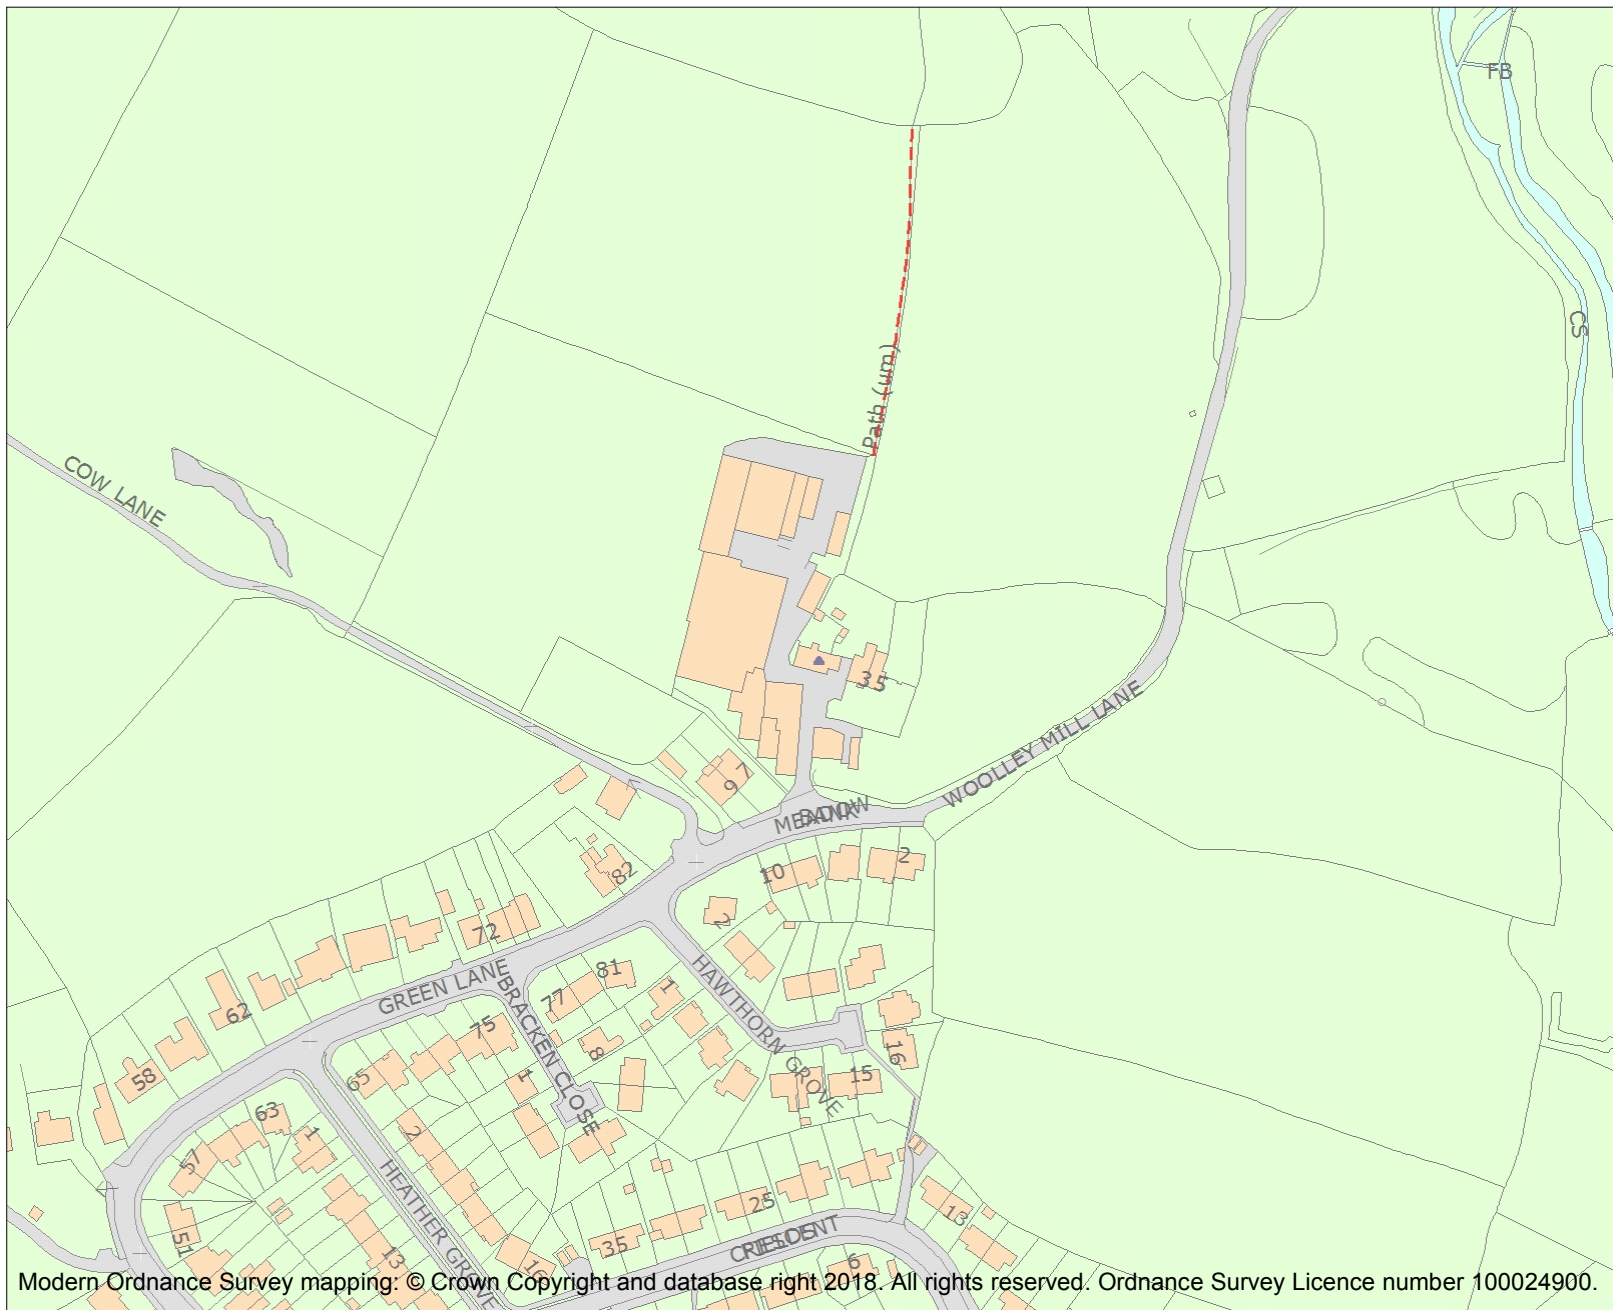 FB
CS
Path (um)
COW LANE
35
WOOLLEY MILL LANE
9 7
MEADOW
BANK
82
10
2
72
2
GREEN LANE
81
77
HAWTHORN GROVE
1
62
75
BRACKEN CLOSE
8
16
58
65
1
15
63
2
1
57
HEATHER GROVE
25
13
51
35
FIELDS
CRESCENT
13
16
6
Modern Ordnance Survey mapping: © Crown Copyright and database right 2018. All rights reserved. Ordnance Survey Licence number 100024900.